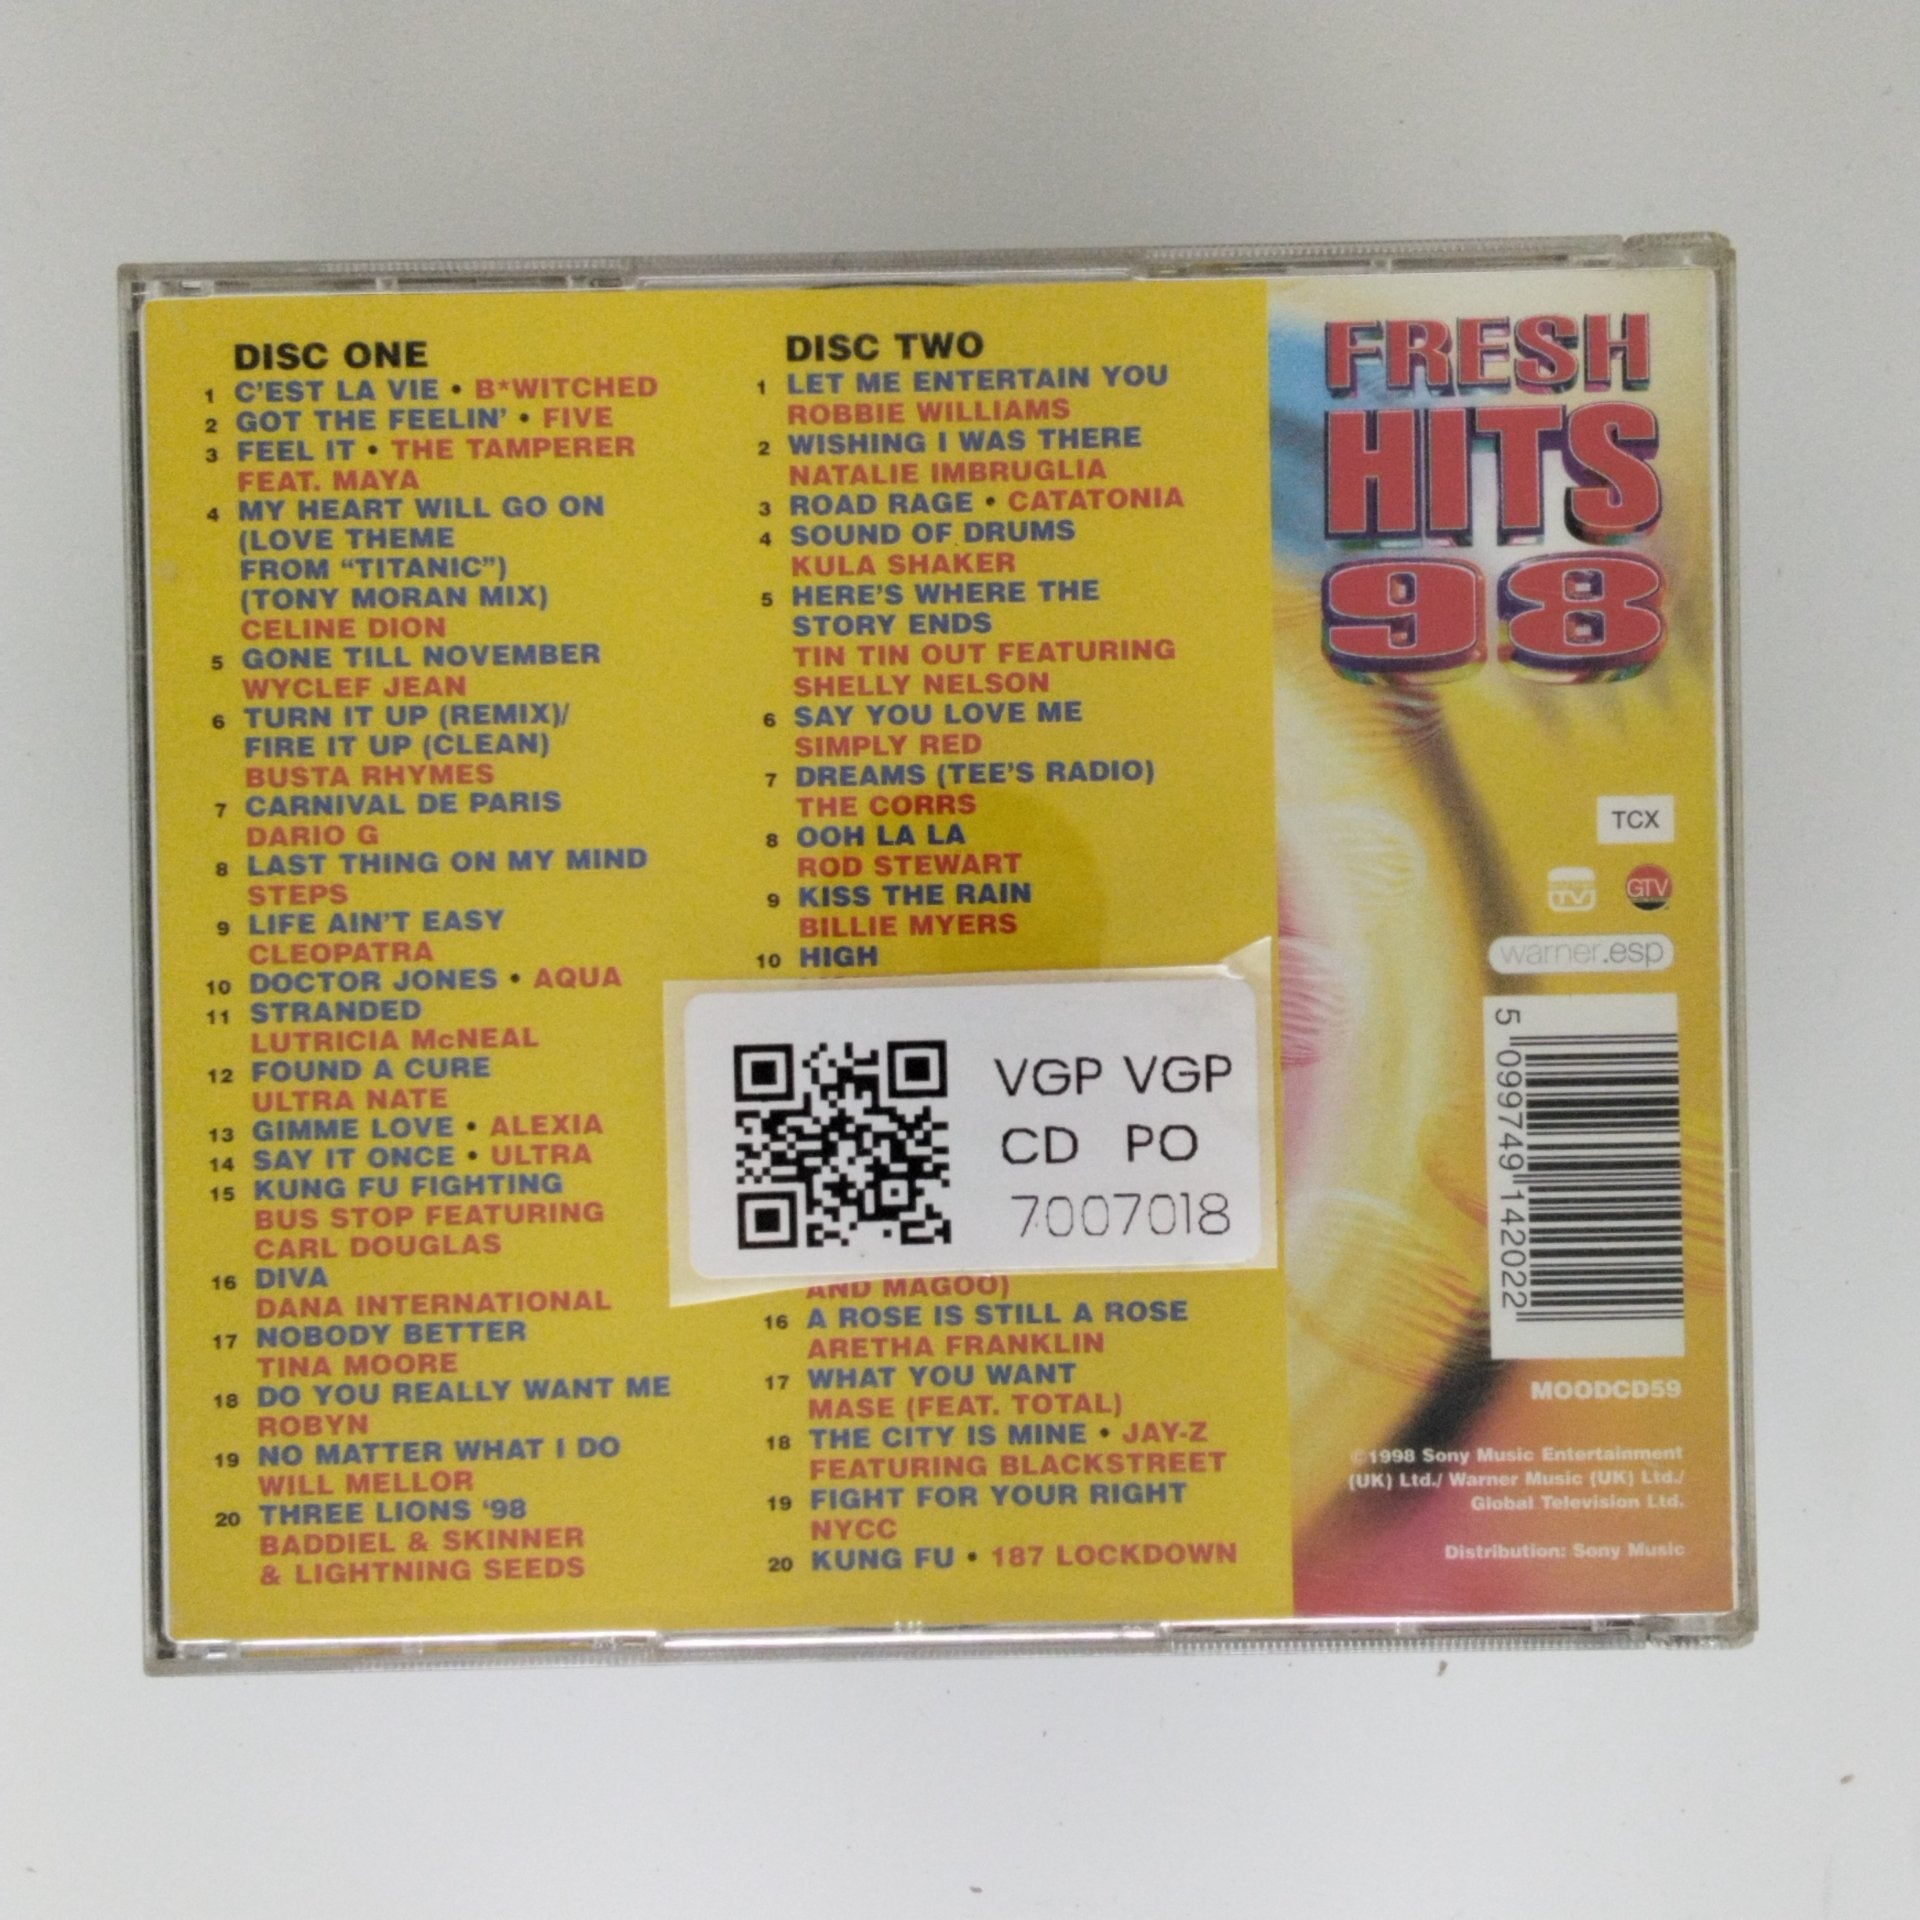 DISC ONE
1 C'EST LA VIE • B*WITCHED
2 GOT THE FEELIN' • FIVE
3 FEEL IT • THE TAMPERER
FEAT. MAYA
4 MY HEART WILL GO ON
(LOVE THEME
FROM “TITANIC”)
(TONY MORAN MIX)
CELINE DION
5 GONE TILL NOVEMBER
WYCLEF JEAN
6 TURN IT UP (REMIX)/
FIRE IT UP (CLEAN)
BUSTA RHYMES
7 CARNIVAL DE PARIS
DARIO G
8 LAST THING ON MY MIND
STEPS
9 LIFE AIN'T EASY
CLEOPATRA
10 DOCTOR JONES • AQUA
11 STRANDED
LUTRICIA McNEAL
12 FOUND A CURE
ULTRA NATE
13 GIMME LOVE • ALEXIA
14 SAY IT ONCE • ULTRA
15 KUNG FU FIGHTING
BUS STOP FEATURING
CARL DOUGLAS
16 DIVA
DANA INTERNATIONAL
17 NOBODY BETTER
TINA MOORE
18 DO YOU REALLY WANT ME
ROBYN
19 NO MATTER WHAT I DO
WILL MELLOR
20 THREE LIONS ‘98
BADDIEL & SKINNER
& LIGHTNING SEEDS
DISC TWO
1 LET ME ENTERTAIN YOU
ROBBIE WILLIAMS
2 WISHING I WAS THERE
NATALIE IMBRUGLIA
3 ROAD RAGE • CATATONIA
4 SOUND OF DRUMS
KULA SHAKER
5 HERE'S WHERE THE
STORY ENDS
TIN TIN OUT FEATURING
SHELLY NELSON
6 SAY YOU LOVE ME
SIMPLY RED
7 DREAMS (TEE'S RADIO)
THE CORRS
8 OOH LA LA
ROD STEWART
9 KISS THE RAIN
BILLIE MYERS
10 HIGH
VGP VGP
CD PO
7007018
AND MAGOO)
16 A ROSE IS STILL A ROSE
ARETHA FRANKLIN
17 WHAT YOU WANT
MASE (FEAT. TOTAL)
18 THE CITY IS MINE • JAY-Z
FEATURING BLACKSTREET
19 FIGHT FOR YOUR RIGHT
NYCC
20 KUNG FU • 187 LOCKDOWN
FRESH
HITS
98
TCX
TV
GTV
warner.esp
5 099749 142022
MOODCD59
©1998 Sony Music Entertainment
(UK) Ltd./ Warner Music (UK) Ltd./
Global Television Ltd.
Distribution: Sony Music